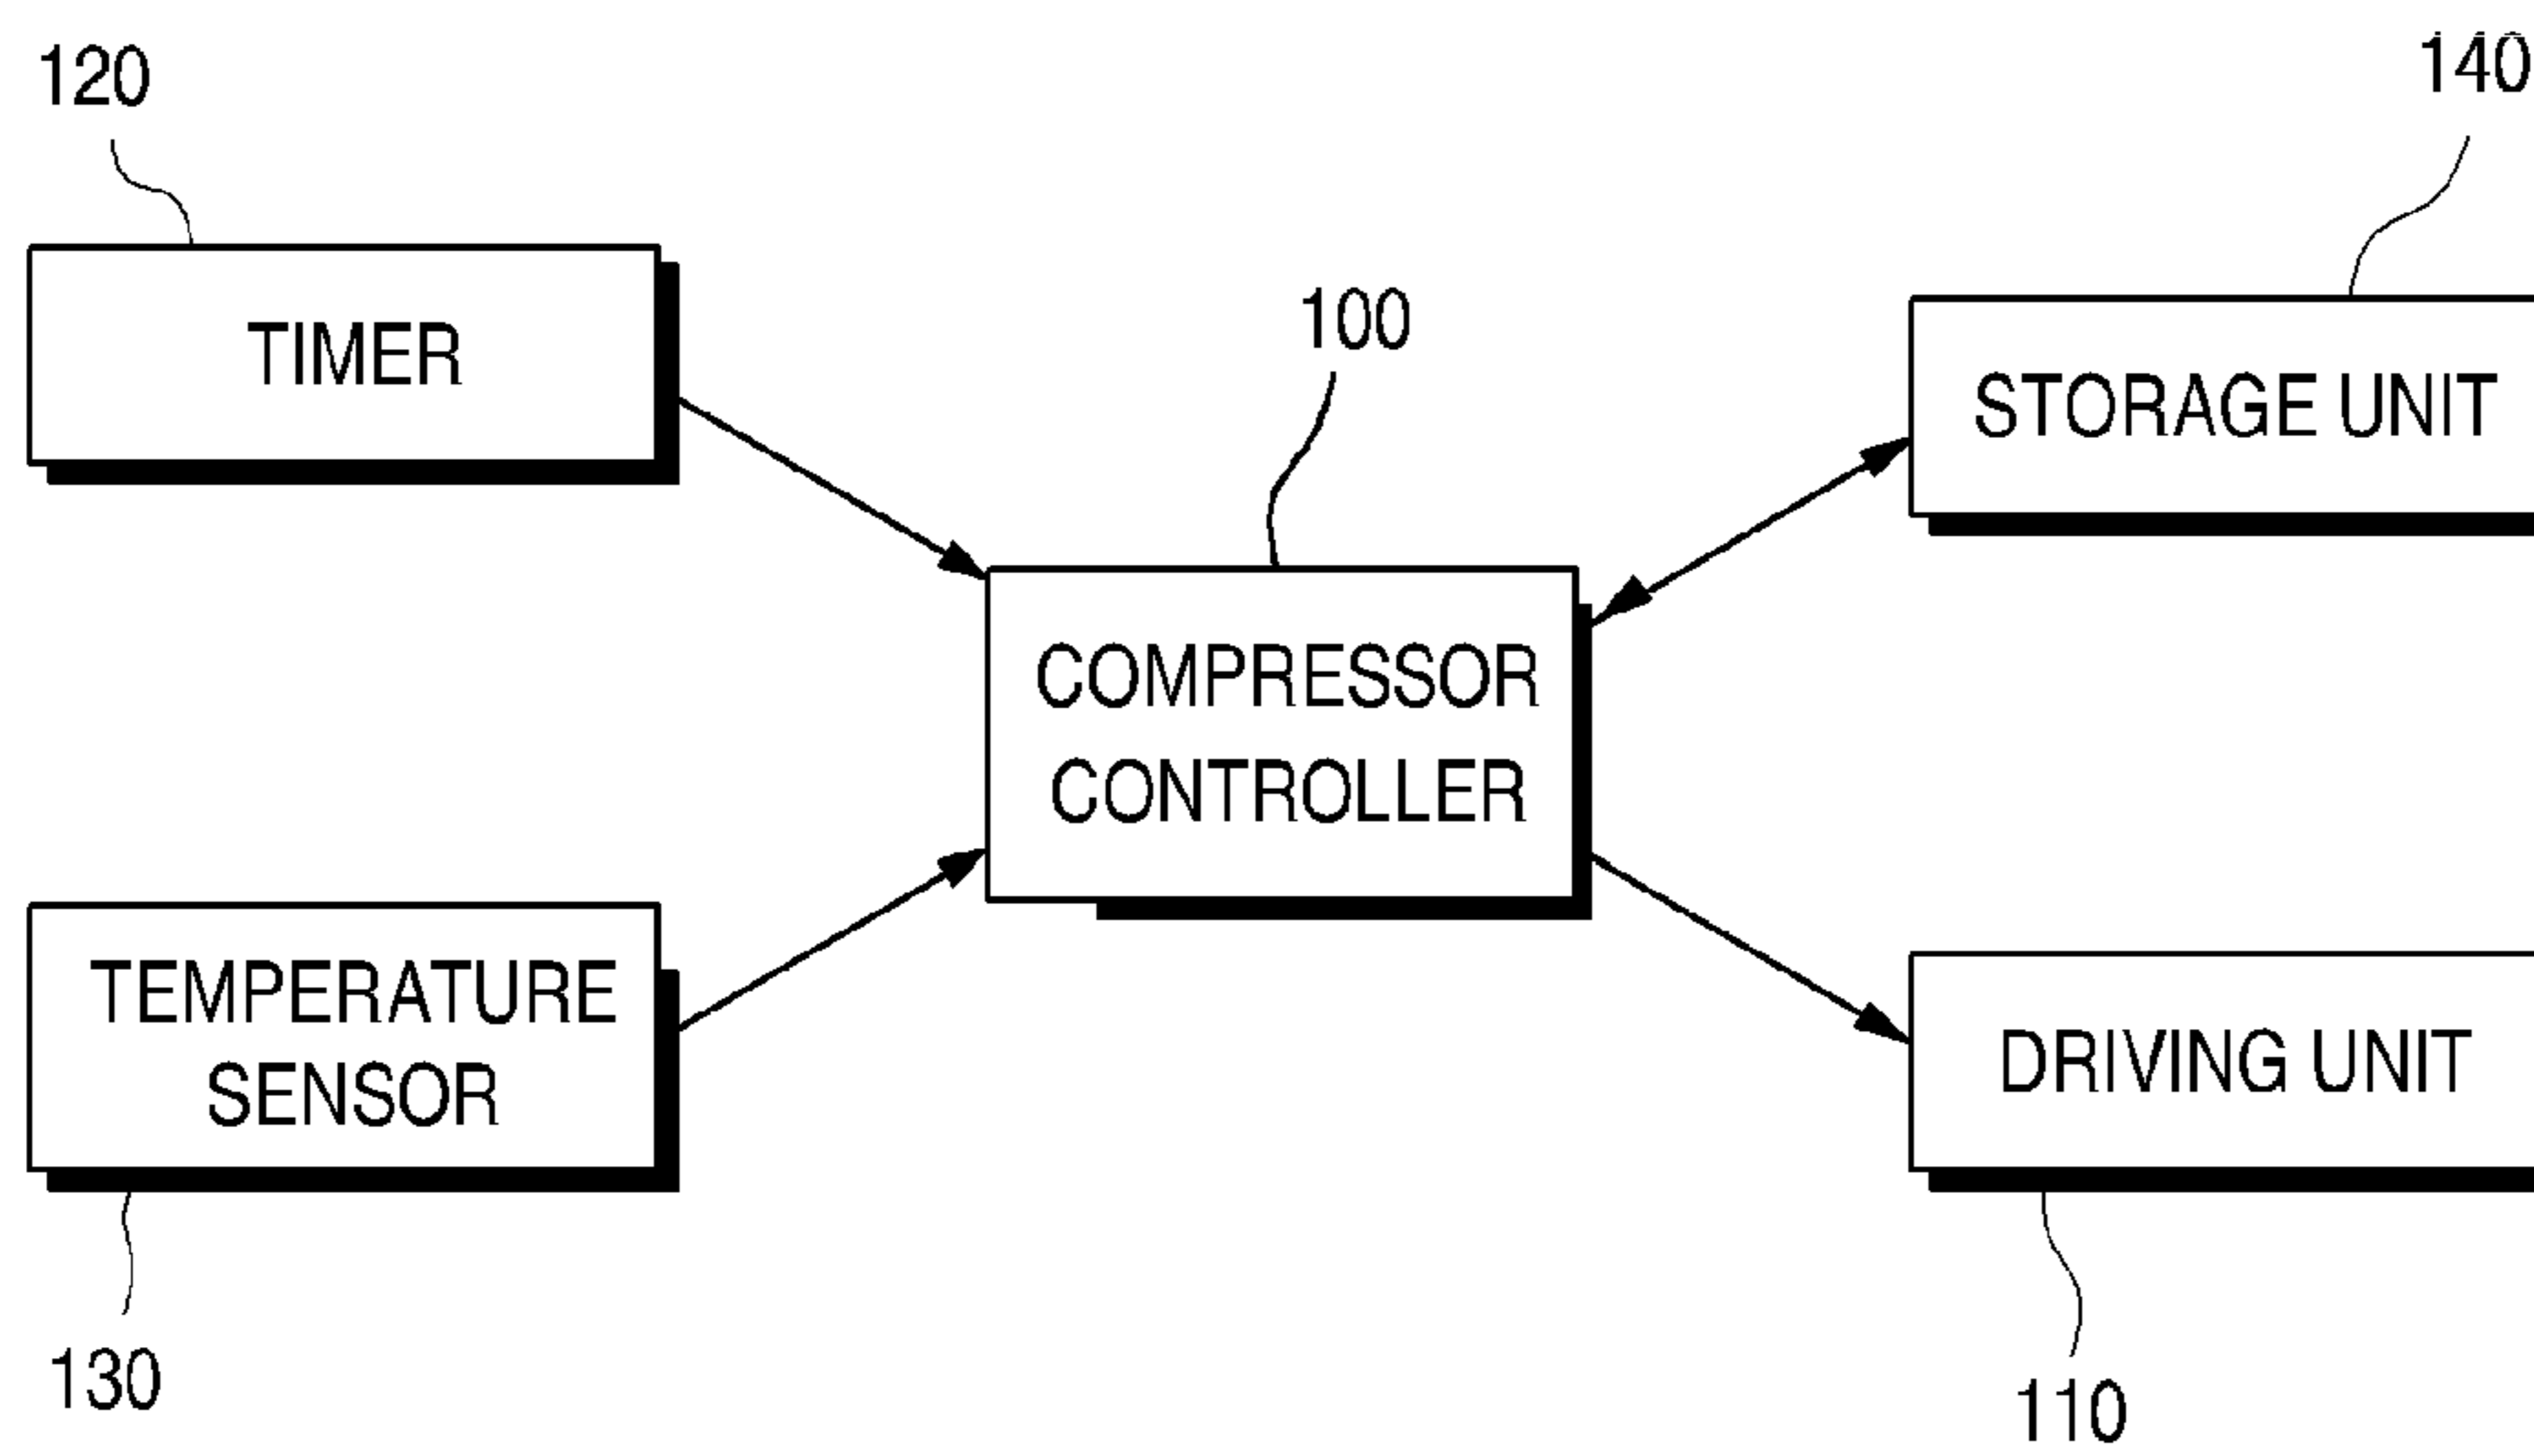 120
140
TIMER
100
STORAGE UNIT
COMPRESSOR
CONTROLLER
TEMPERATURE
SENSOR
DRIVING UNIT
130
110